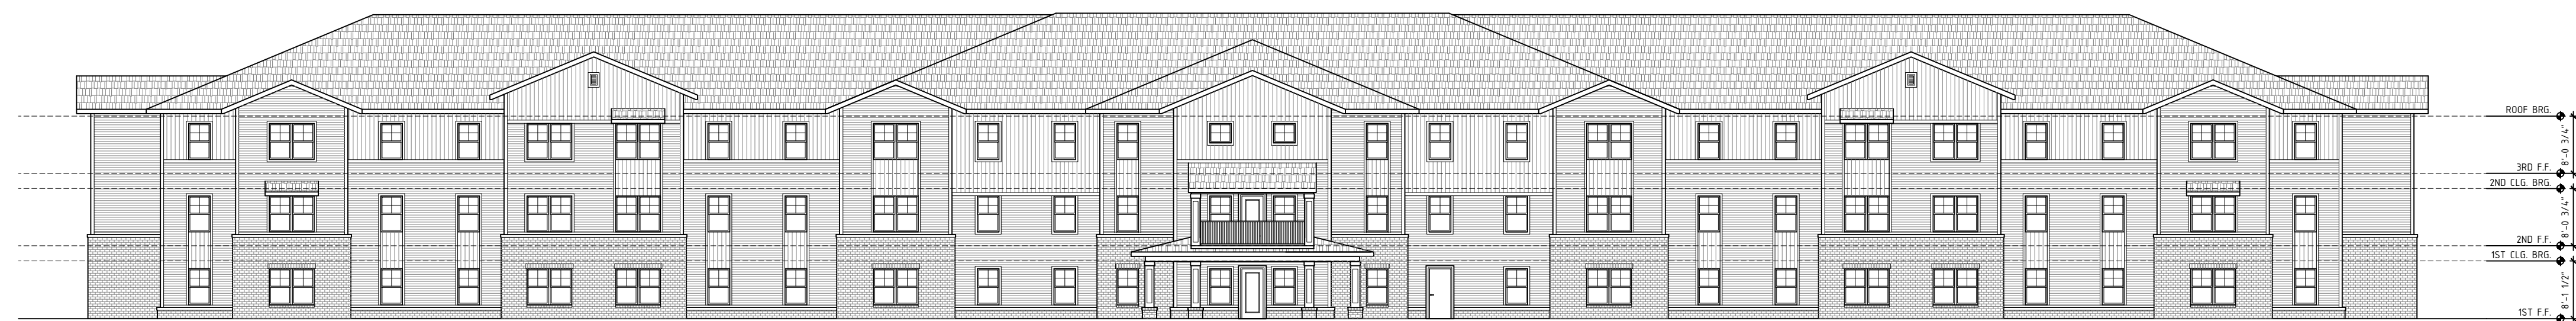 ROOF BRG.
8'-0 3/4"
3RD F.F.
2ND CLG. BRG.
8'-0 3/4"
2ND F.F.
1ST CLG. BRG.
8'-1 1/2"
1ST F.F.